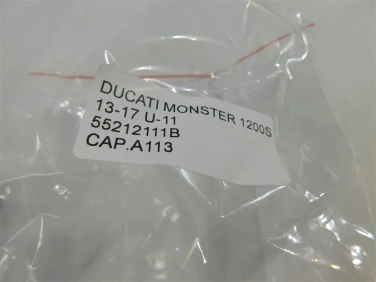 DUCATI MONSTER 1200S
13-17 U-11
55212111B
CAP.A113